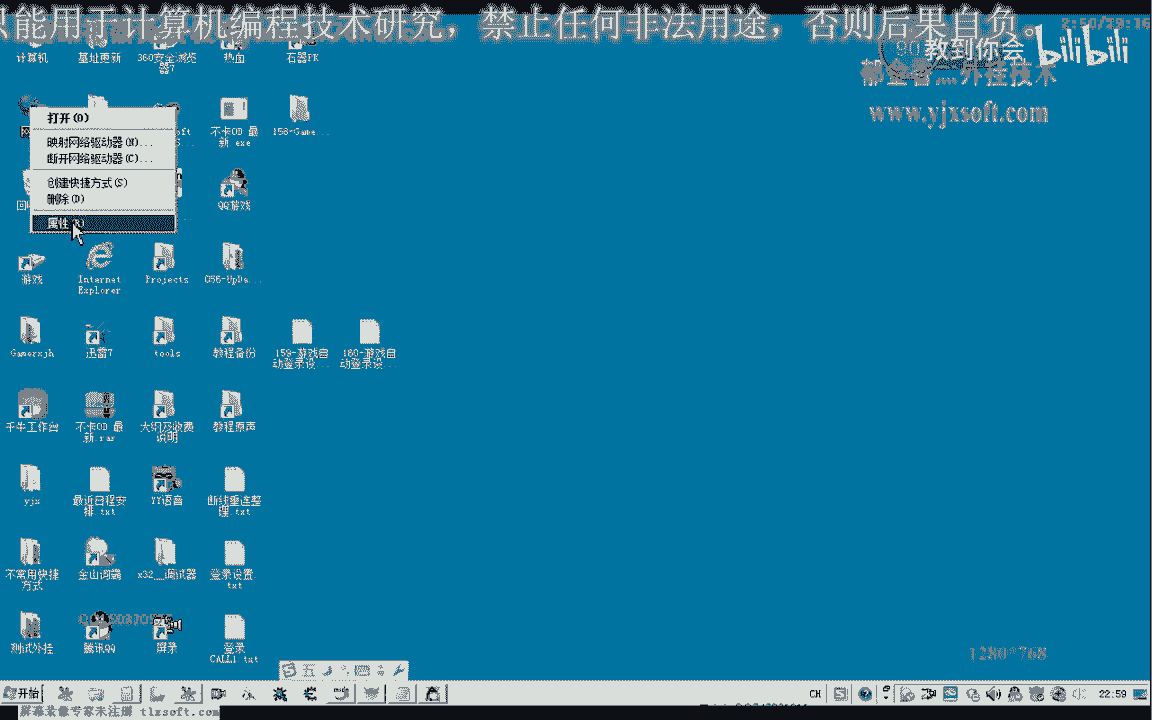 只能用于计算机编程技术研究，禁止任何非法用途，否则后果自负。
2:50/29:16
教到你会
bilibili
郁金香灬外挂技术
www.yjxsoft.com
计算机
基址更新
360安全浏览器7
热血
石器PK
打开(O)
映射网络驱动器(N)...
断开网络驱动器(C)...
创建快捷方式(S)
删除(D)
属性(R)
不卡OD 最新.exe
158-Game...
QQ游戏
游戏
Internet Explorer
Projects
Gamerxjh
迅雷7
tools
教程备份
159-游戏自动登录设...
160-游戏自动登录设...
千牛工作台
不卡OD 最新.rar
大纲及收费说明
教程原声
yjx
最近日程安排.txt
YY语音
断线重连整理.txt
不常用快捷方式
金山词霸
x32__调试器
登录设置.txt
测试外挂
腾讯QQ
屏录
登录CALL1.txt
1280*768
五
开始
CH
22:59
屏幕录像专家未注册 tlxsoft.com